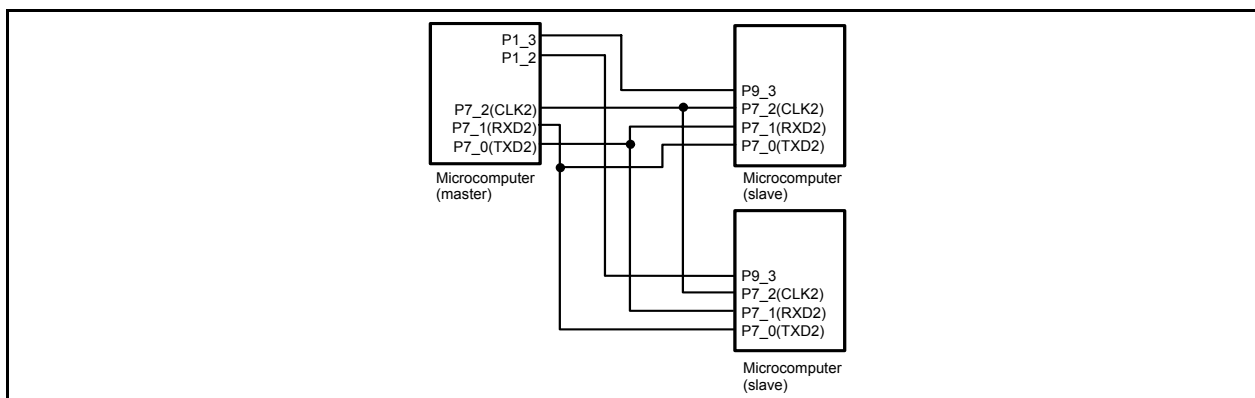 P1_3
P1_2
P7_2(CLK2)
P7_1(RXD2)
P7_0(TXD2)
Microcomputer
(master)
P9_3
P7_2(CLK2)
P7_1(RXD2)
P7_0(TXD2)
Microcomputer
(slave)
P9_3
P7_2(CLK2)
P7_1(RXD2)
P7_0(TXD2)
Microcomputer
(slave)